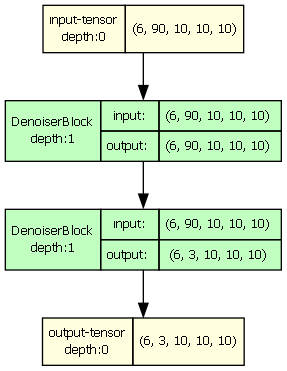 input-tensor
depth:0
(6, 90, 10, 10, 10)
DenoiserBlock
depth:1
input:
(6, 90, 10, 10, 10)
output:
(6, 90, 10, 10, 10)
DenoiserBlock
depth:1
input:
(6, 90, 10, 10, 10)
output:
(6, 3, 10, 10, 10)
output-tensor
depth:0
(6, 3, 10, 10, 10)